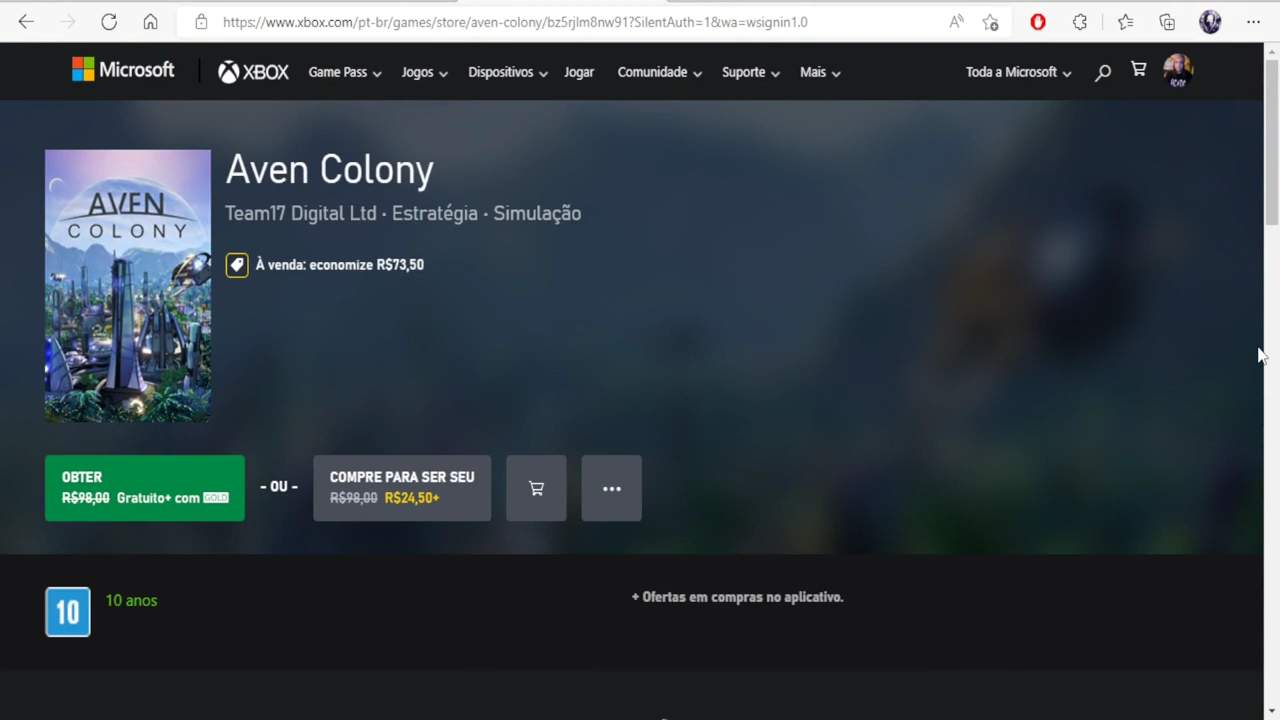 https://www.xbox.com/pt-br/games/store/aven-colony/bz5rjlm8nw91?SilentAuth=1&wa=wsignin1.0
Microsoft
XBOX
Game Pass
Jogos
Dispositivos
Jogar
Comunidade
Suporte
Mais
Toda a Microsoft
AVEN
COLONY
Aven Colony
Team17 Digital Ltd · Estratégia · Simulação
À venda: economize R$73,50
OBTER
R$98,00 Gratuito+ com GOLD
- OU -
COMPRE PARA SER SEU
R$98,00 R$24,50+
10
10 anos
+ Ofertas em compras no aplicativo.